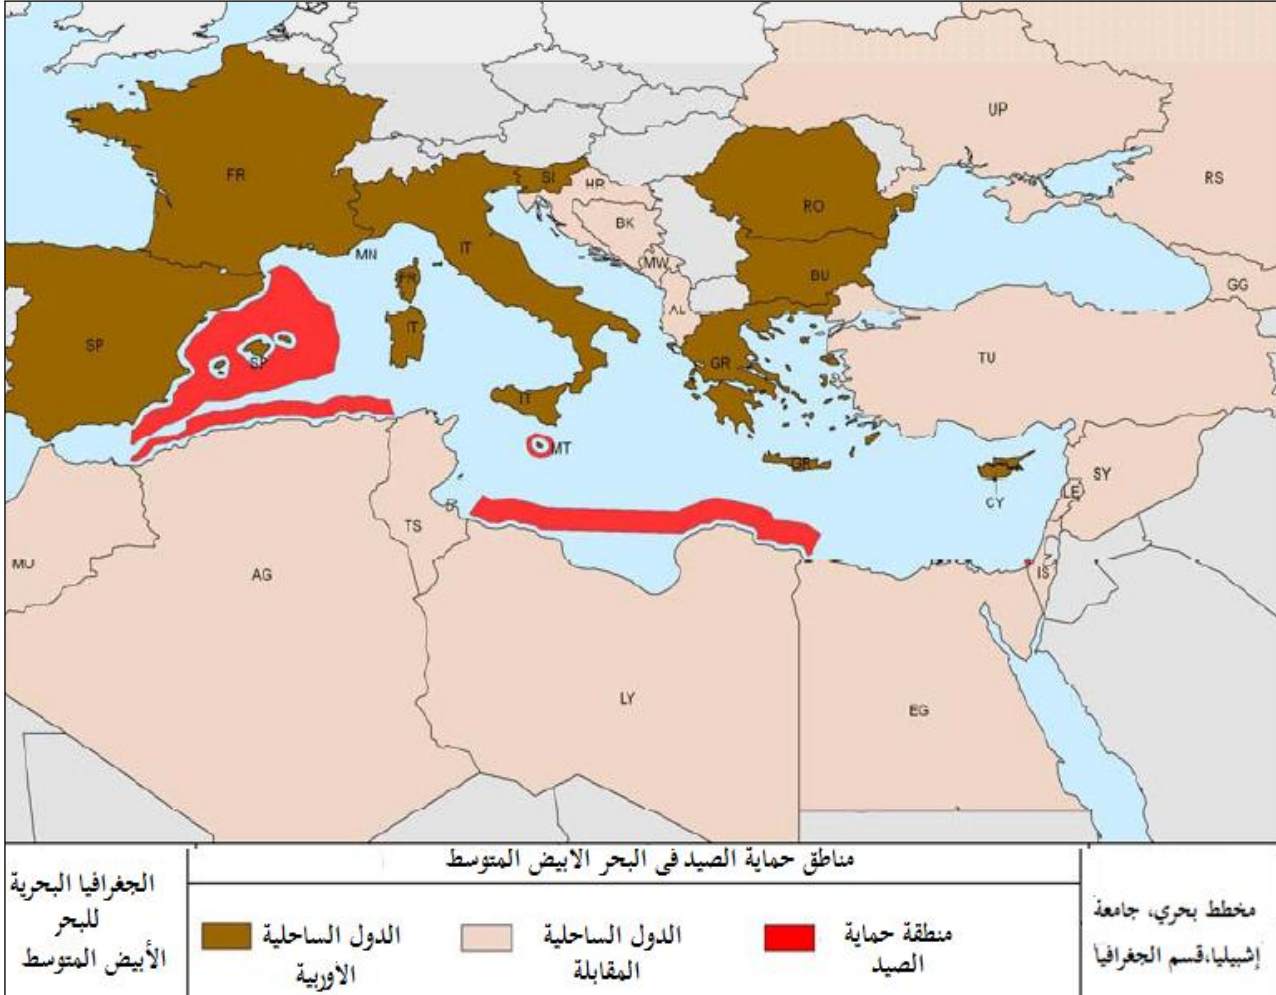 UP
RS
FR
SI
HR
RO
BK
IT
MN
MW
BU
GG
FR
AL
IT
SP
SP
TU
GR
IT
MT
GR
SY
LE
CY
TS
MO
AG
IS
LY
EG
مناطق حماية الصيد فى البحر الابيض المتوسط
الجغرافيا البحرية
للبحر
الأبيض المتوسط
الدول الساحلية
الأوربية
الدول الساحلية
المقابلة
منطقة حماية
الصيد
مخطط بحري، جامعة
إشبيليا،قسم الجغرافيا